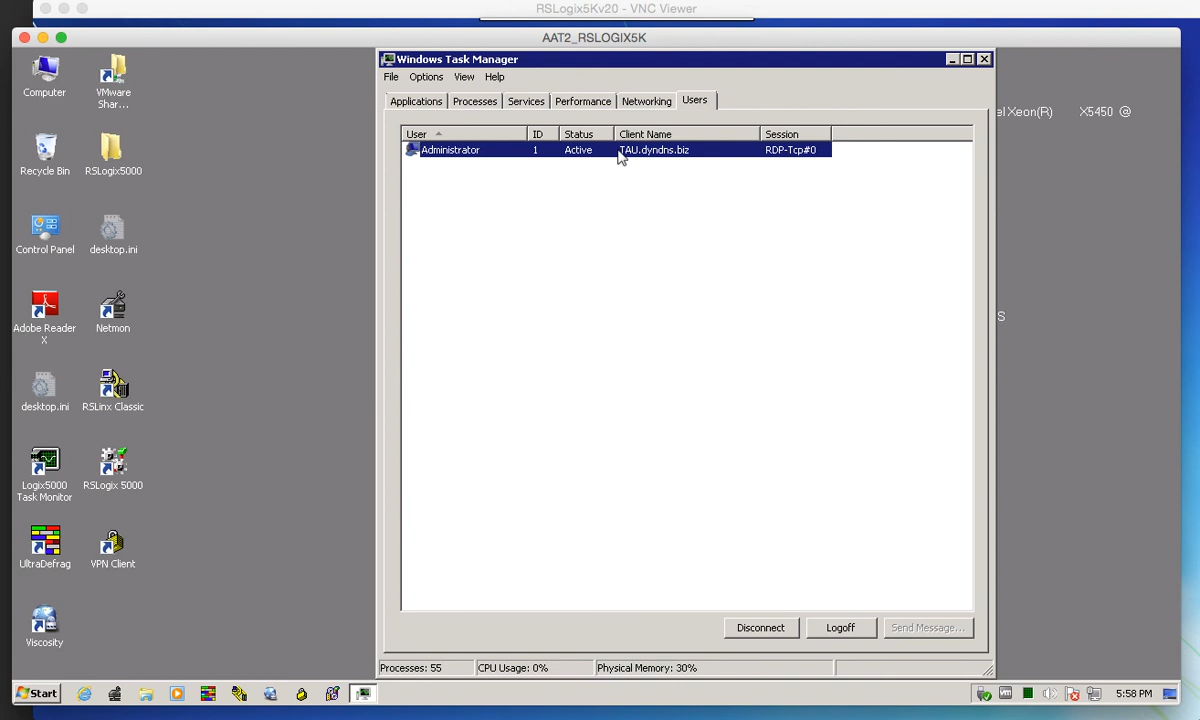 RSLogix5Kv20 - VNC Viewer
AAT2_RSLOGIX5K
Computer
VMware
Shar...
Recycle Bin
RSLogix5000
Control Panel
desktop.ini
Adobe Reader
X
Netmon
desktop.ini
RSLinx Classic
Logix5000
Task Monitor
RSLogix 5000
UltraDefrag
VPN Client
Viscosity
Windows Task Manager
File Options View Help
Applications Processes Services Performance Networking Users
User ID Status Client Name Session
Administrator 1 Active TAU.dyndns.biz RDP-Tcp#0
Disconnect Logoff Send Message...
Processes: 55 CPU Usage: 0% Physical Memory: 30%
el Xeon(R) X5450 @
S
Start
5:58 PM